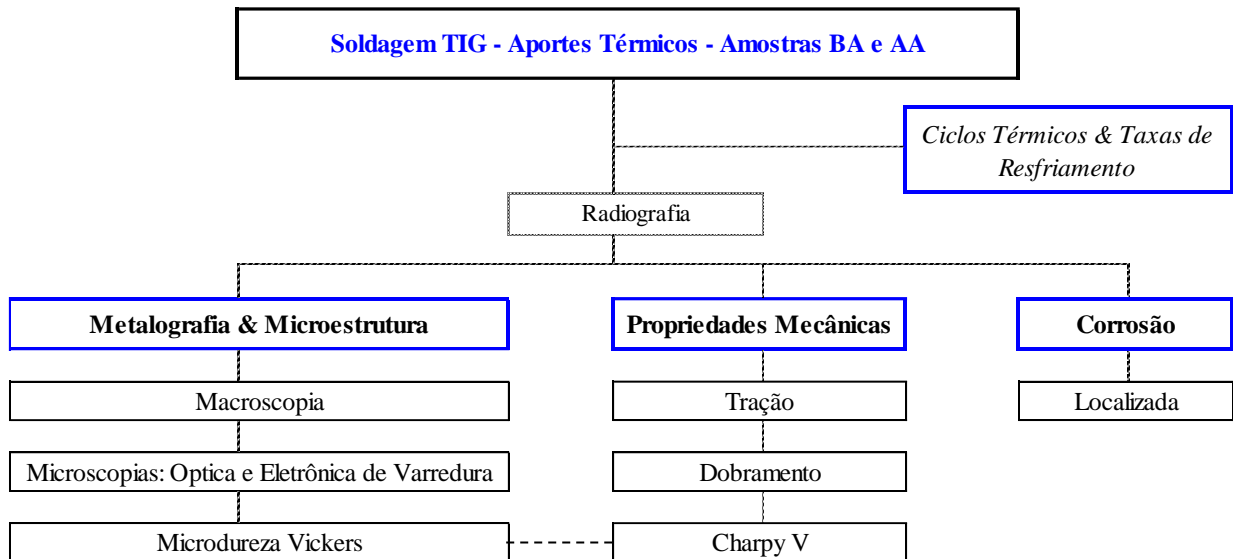 Soldagem TIG - Aportes Térmicos - Amostras BA e AA
Ciclos Térmicos & Taxas de
Resfriamento
Radiografia
Metalografia & Microestrutura
Propriedades Mecânicas
Corrosão
Macroscopia
Tração
Localizada
Microscopias: Optica e Eletrônica de Varredura
Dobramento
Microdureza Vickers
Charpy V